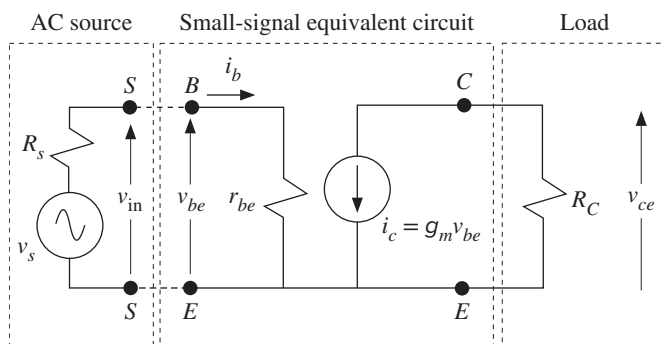 AC source
Small-signal equivalent circuit
Load
S
B
i_b
C
R_s
v_in
v_be
r_be
i_c = g_m v_be
R_C
v_ce
v_s
S
E
E